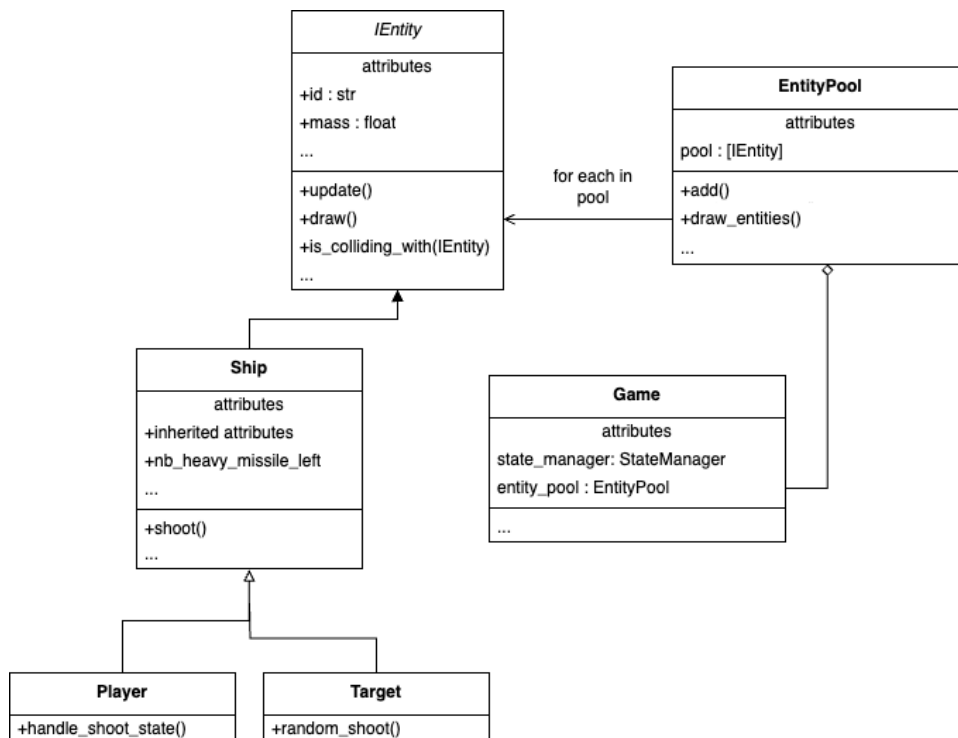 IEntity
attributes
+id : str
+mass : float
...
+update()
+draw()
+is_colliding_with(IEntity)
...
for each in
pool
EntityPool
attributes
pool : [IEntity]
+add()
+draw_entities()
...
Ship
attributes
+inherited attributes
+nb_heavy_missile_left
...
+shoot()
...
Game
attributes
state_manager: StateManager
entity_pool : EntityPool
...
Player
+handle_shoot_state()
Target
+random_shoot()